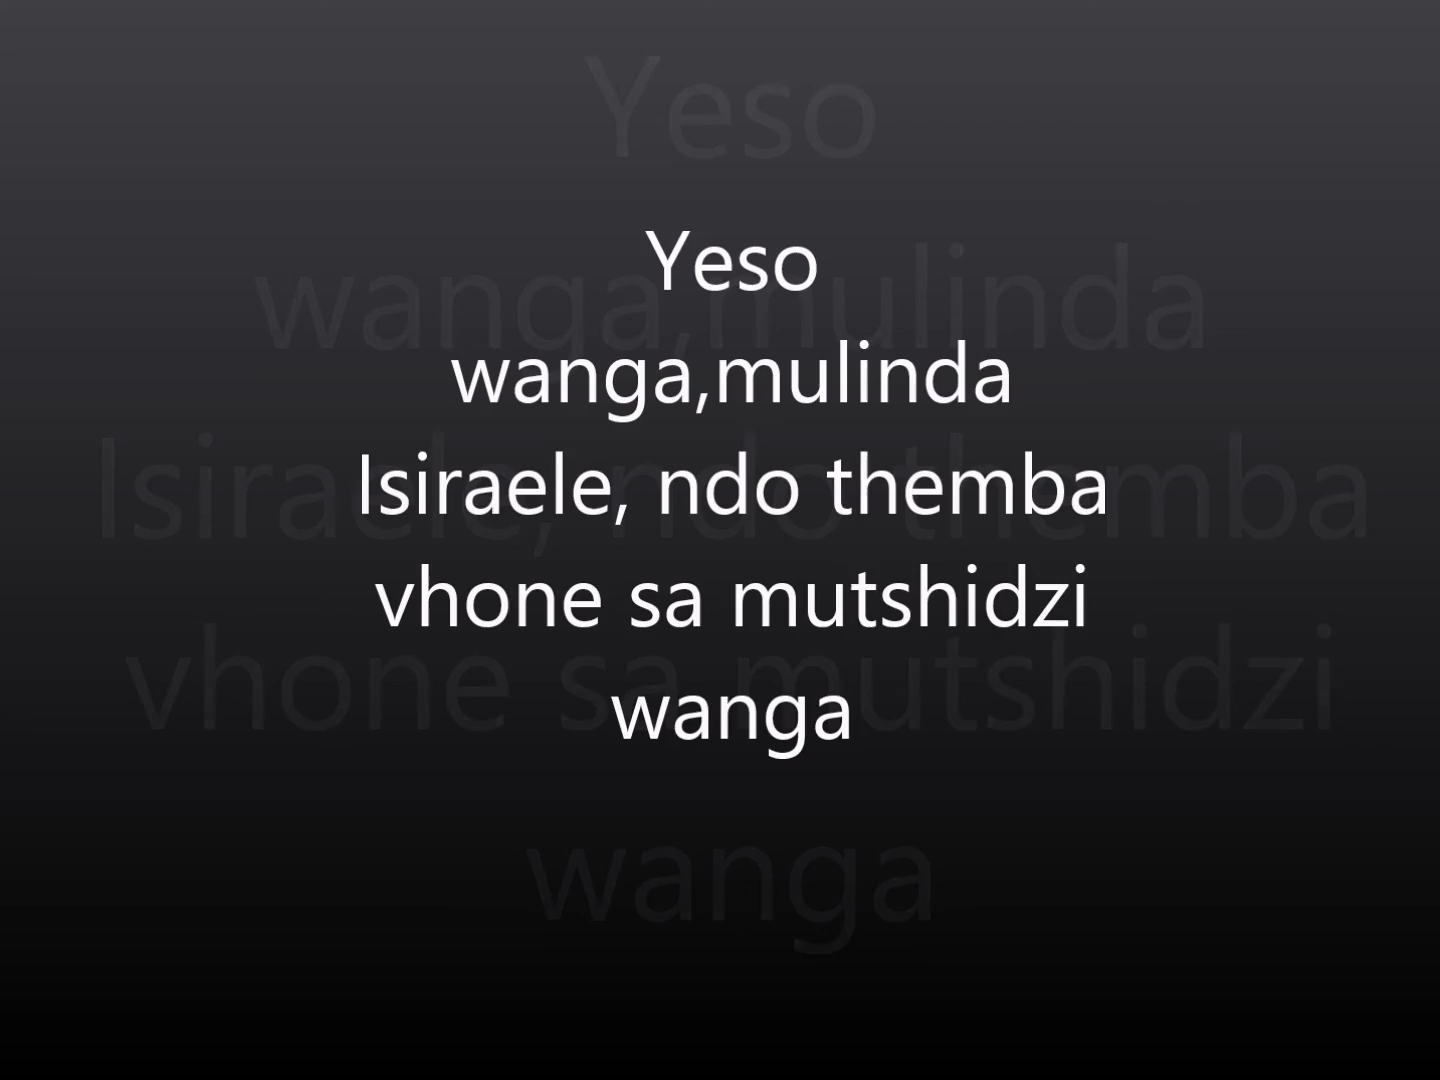 Yeso
wanga,mulinda
Isiraele, ndo themba
vhone sa mutshidzi
wanga